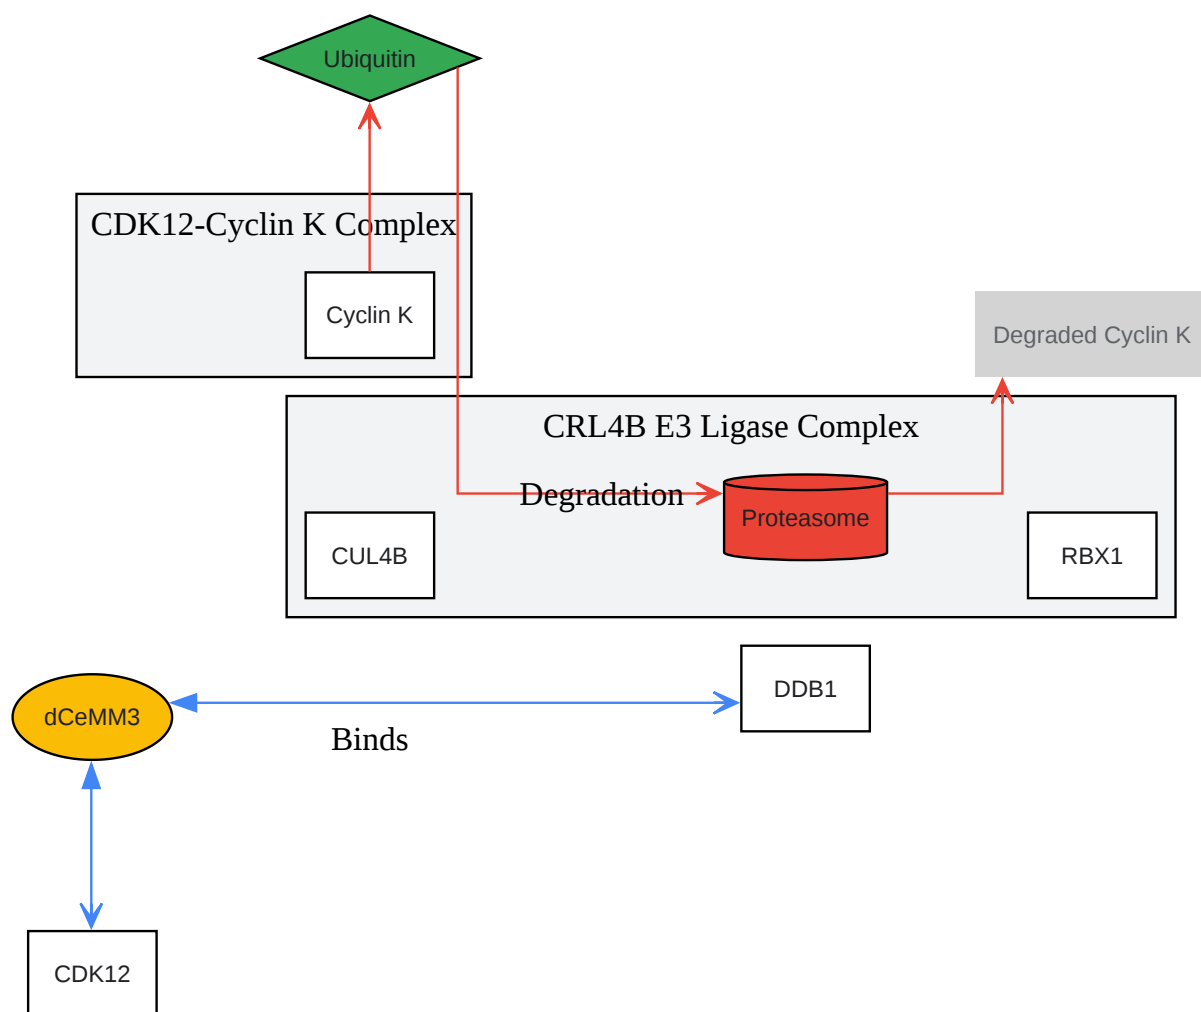 Ubiquitin
CDK12-Cyclin K Complex
Cyclin K
Degraded Cyclin K
CRL4B E3 Ligase Complex
Degradation
Proteasome
CUL4B
RBX1
DDB1
dCeMM3
Binds
CDK12